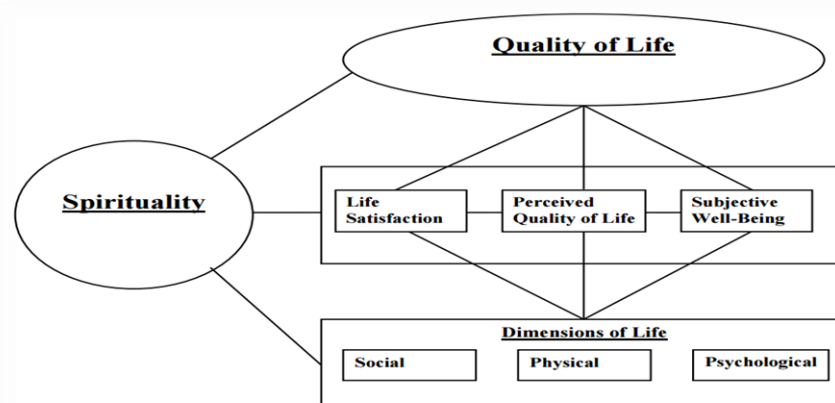 Quality of Life
Spirituality
Life
Satisfaction
Perceived
Quality of Life
Subjective
Well-Being
Dimensions of Life
Social
Physical
Psychological